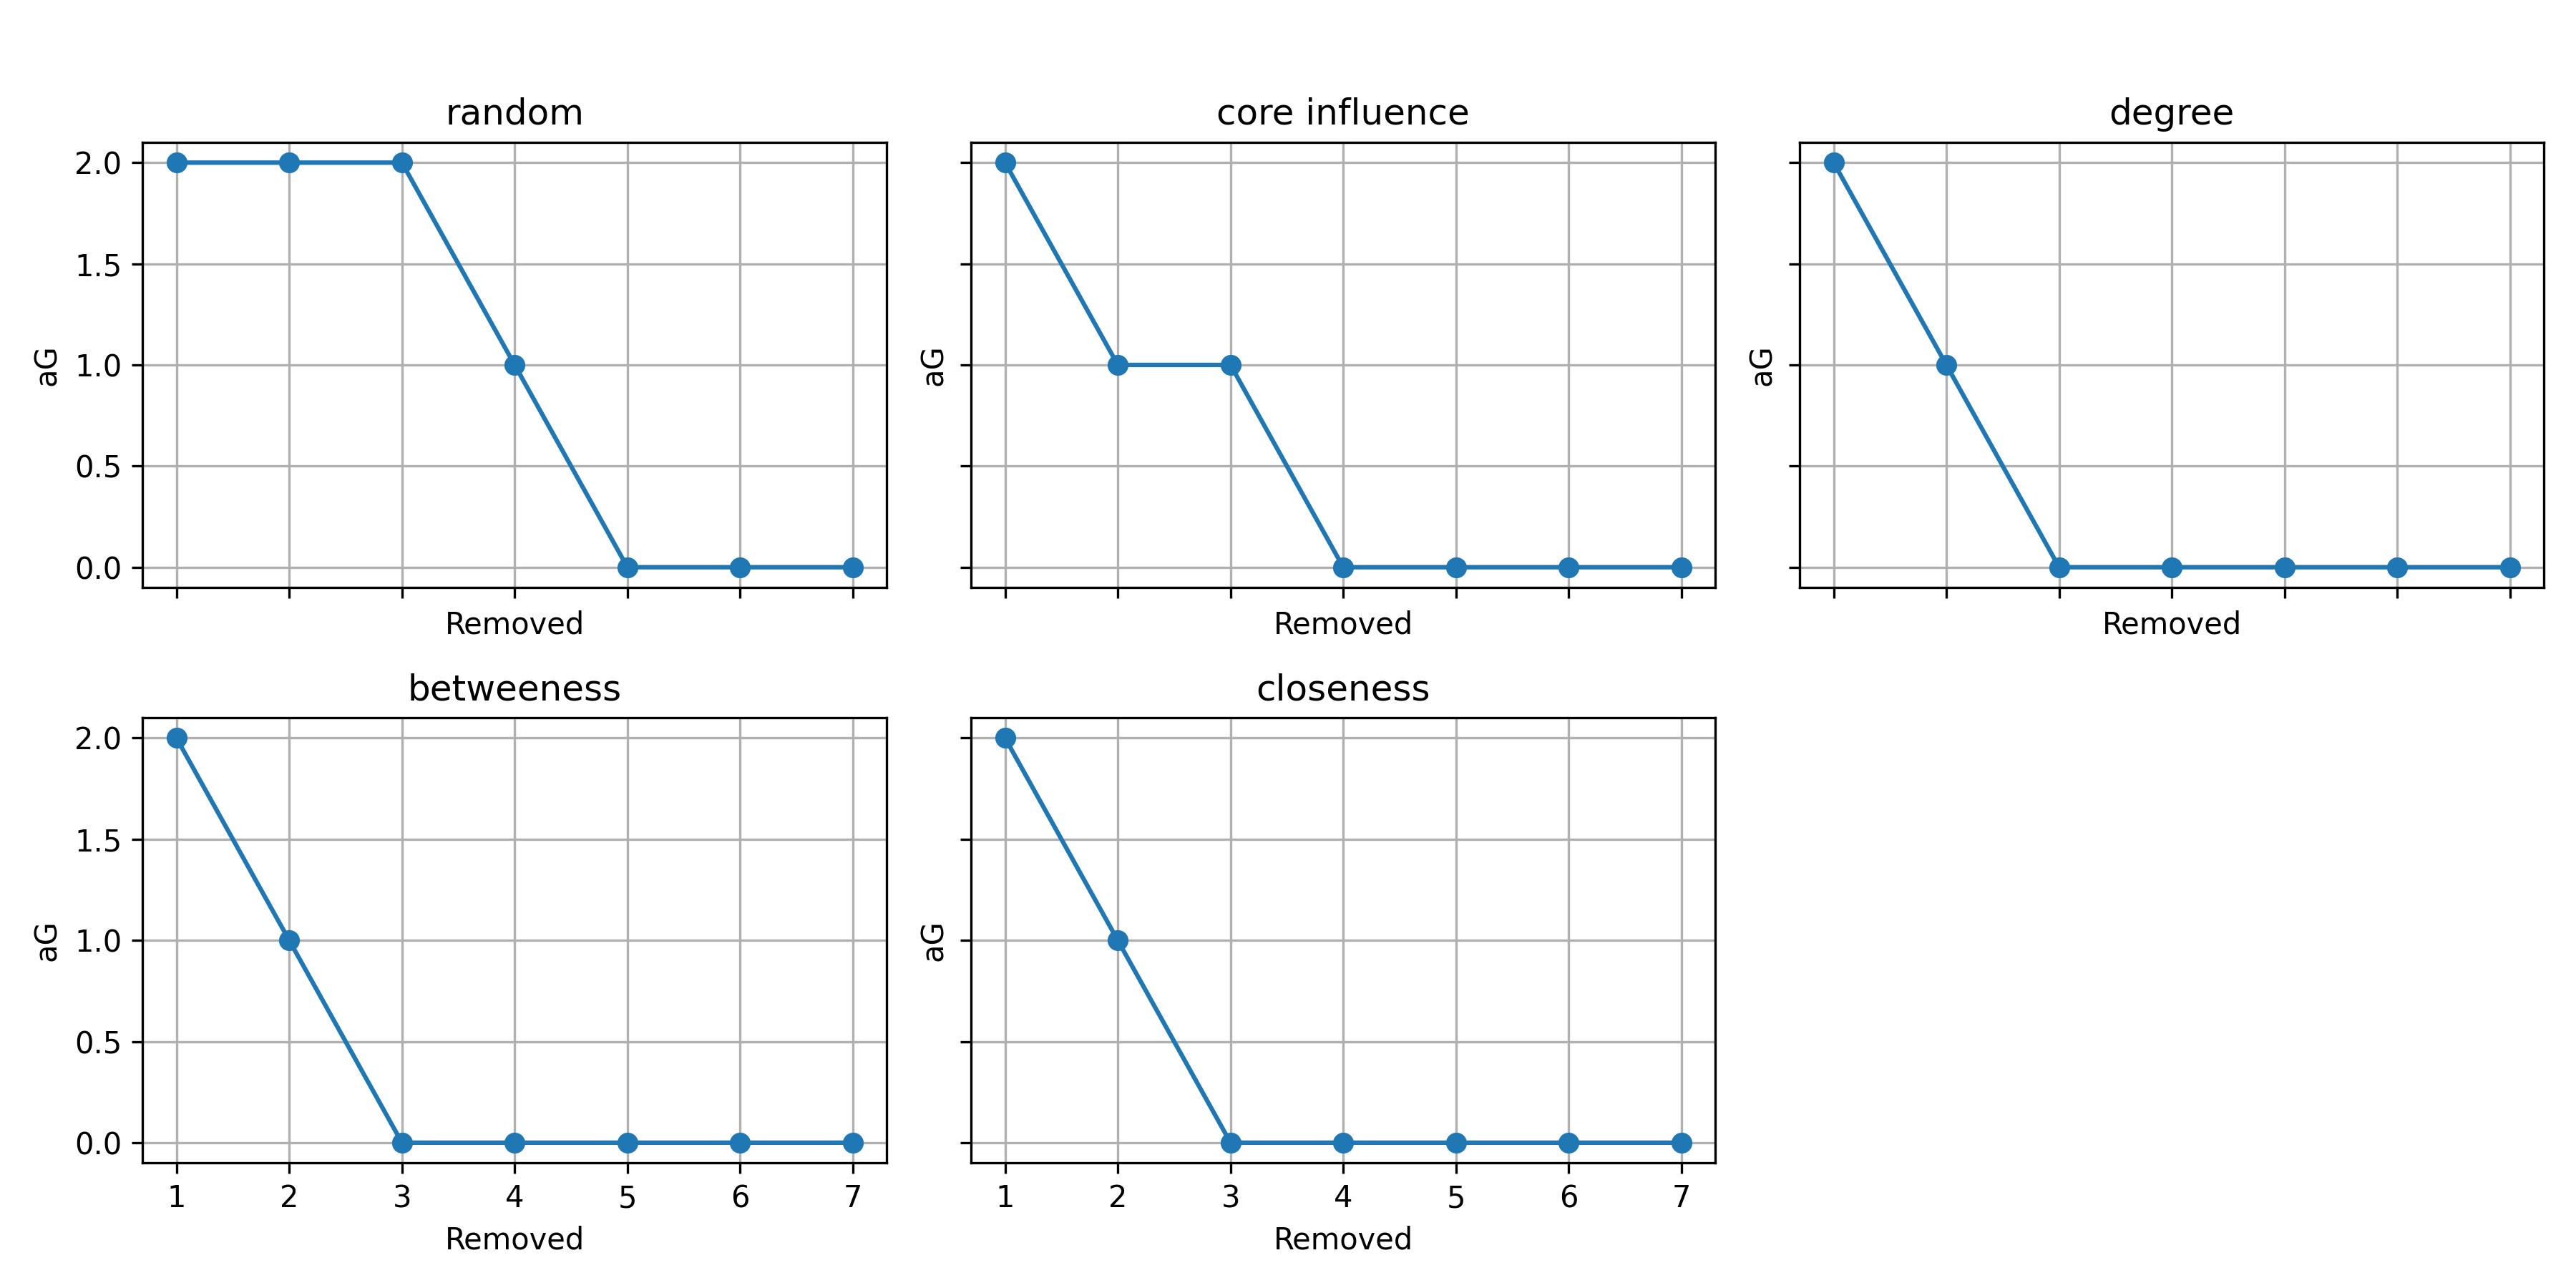 random
core influence
degree
2.0
1.5
1.0
0.5
0.0
aG
aG
aG
Removed
Removed
Removed
betweeness
closeness
2.0
1.5
1.0
0.5
0.0
aG
aG
1 2 3 4 5 6 7
1 2 3 4 5 6 7
Removed
Removed